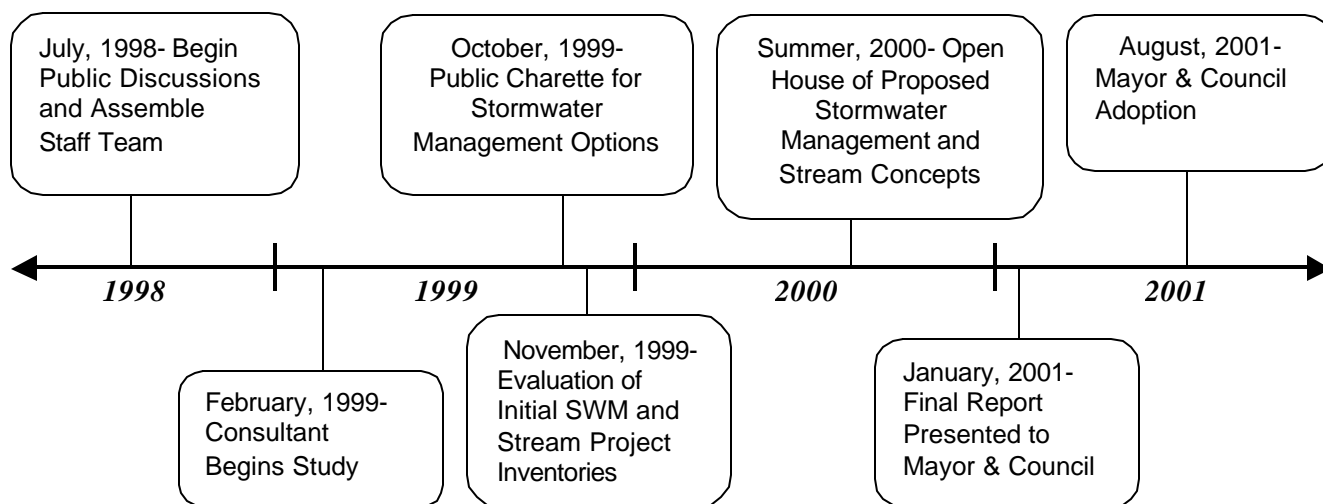 July, 1998- Begin
Public Discussions
and Assemble
Staff Team
October, 1999-
Public Charette for
Stormwater
Management Options
Summer, 2000- Open
House of Proposed
Stormwater
Management and
Stream Concepts
August, 2001-
Mayor & Council
Adoption
1998
1999
2000
2001
February, 1999-
Consultant
Begins Study
November, 1999-
Evaluation of
Initial SWM and
Stream Project
Inventories
January, 2001-
Final Report
Presented to
Mayor & Council